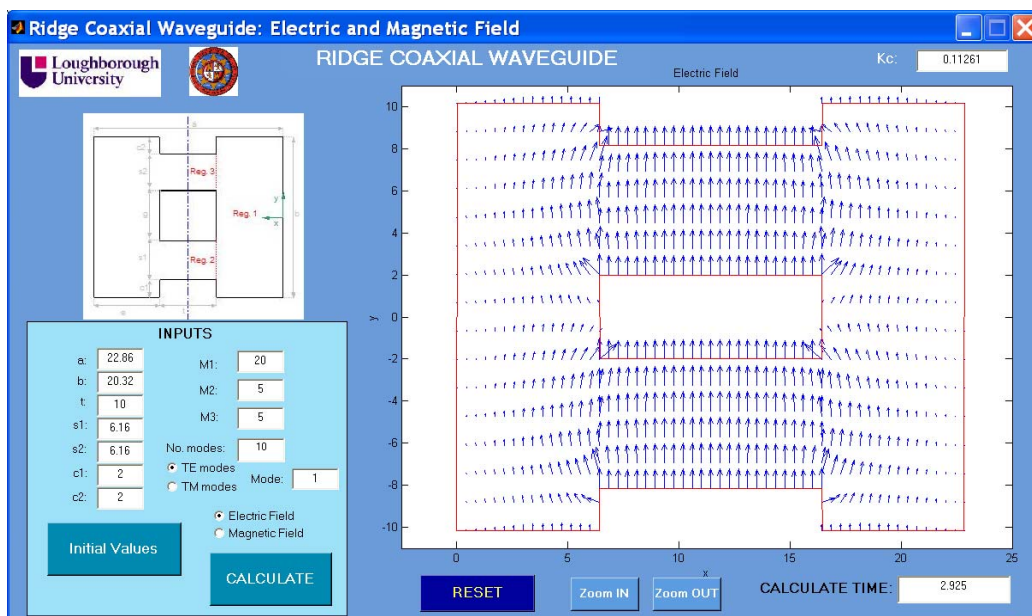 Ridge Coaxial Waveguide: Electric and Magnetic Field
Loughborough
University
RIDGE COAXIAL WAVEGUIDE
Kc: 0.11261
Electric Field
a
c2
s2
Reg. 3
y
Reg. 1
b
x
s1
Reg. 2
c1
e
t
INPUTS
a: 22.86
b: 20.32
t: 10
s1: 6.16
s2: 6.16
c1: 2
c2: 2
M1: 20
M2: 5
M3: 5
No. modes: 10
TE modes
TM modes
Mode: 1
Electric Field
Magnetic Field
Initial Values
CALCULATE
10
8
6
4
2
0
-2
-4
-6
-8
-10
y
0 5 10 15 20 25
x
RESET
Zoom IN
Zoom OUT
CALCULATE TIME: 2.925